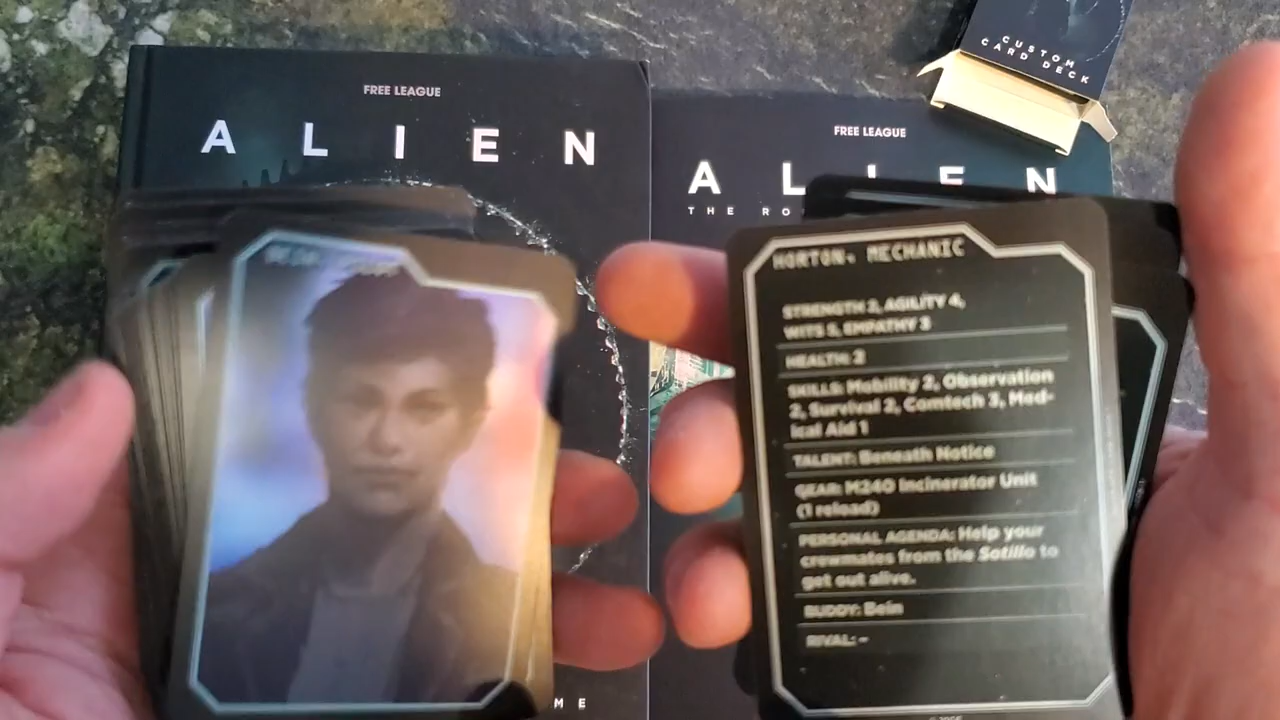 CUSTOM
CARD DECK
FREE LEAGUE
ALIEN
FREE LEAGUE
ALIEN
THE RO
HORTON, MECHANIC
STRENGTH 2, AGILITY 4,
WITS 5, EMPATHY 3
HEALTH: 2
SKILLS: Mobility 2, Observation
2, Survival 2, Comtech 3, Med-
ical Aid 1
TALENT: Beneath Notice
GEAR: M240 Incinerator Unit
(1 reload)
PERSONAL AGENDA: Help your
crewmates from the Sotillo to
get out alive.
BUDDY: Bein
RIVAL: –
M E